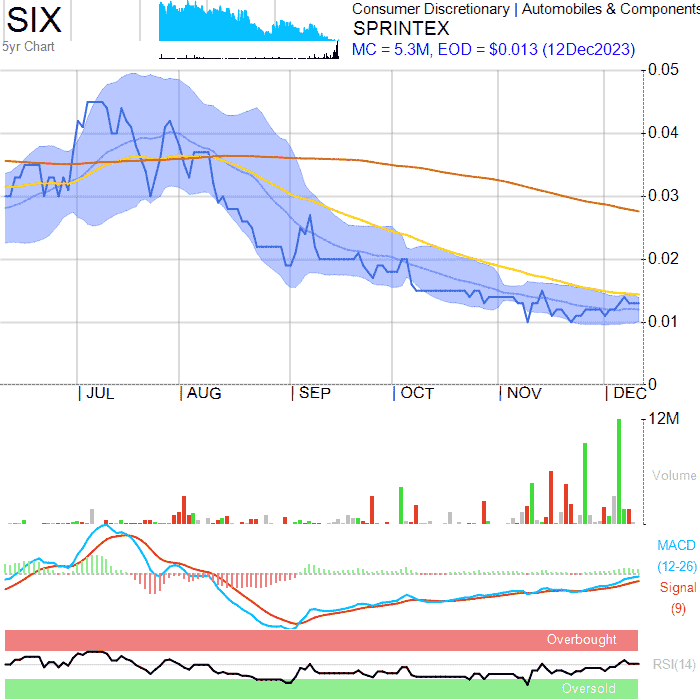 SIX
5yr Chart
Consumer Discretionary | Automobiles & Components
SPRINTEX
MC = 5.3M, EOD = $0.013 (12Dec2023)
0.05
0.04
0.03
0.02
0.01
0
| JUL | AUG | SEP | OCT | NOV | DEC
12M
Volume
MACD
(12-26)
Signal
(9)
Overbought
RSI(14)
Oversold